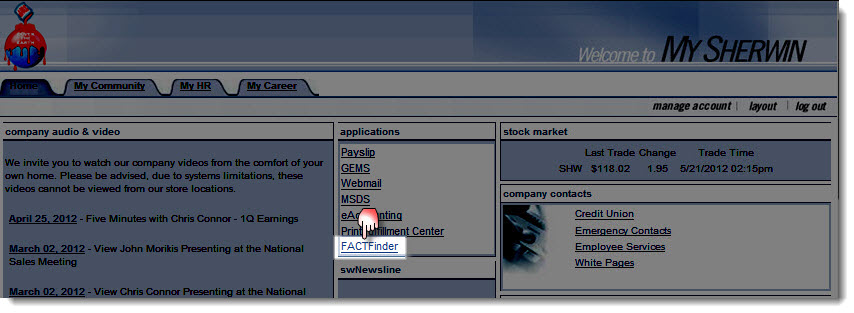 Welcome to MY SHERWIN
Home
My Community
My HR
My Career
manage account | layout | log out
company audio & video
We invite you to watch our company videos from the comfort of your
own home. Please be advised, due to systems limitations, these
videos cannot be viewed from our store locations.
April 25, 2012 - Five Minutes with Chris Connor - 1Q Earnings
March 02, 2012 - View John Morikis Presenting at the National
Sales Meeting
March 02, 2012 - View Chris Connor Presenting at the National
applications
Payslip
GEMS
Webmail
MSDS
eAccounting
Print Fulfillment Center
FACTFinder
swNewsline
stock market
Last Trade Change Trade Time
SHW $118.02 1.95 5/21/2012 02:15pm
company contacts
Credit Union
Emergency Contacts
Employee Services
White Pages